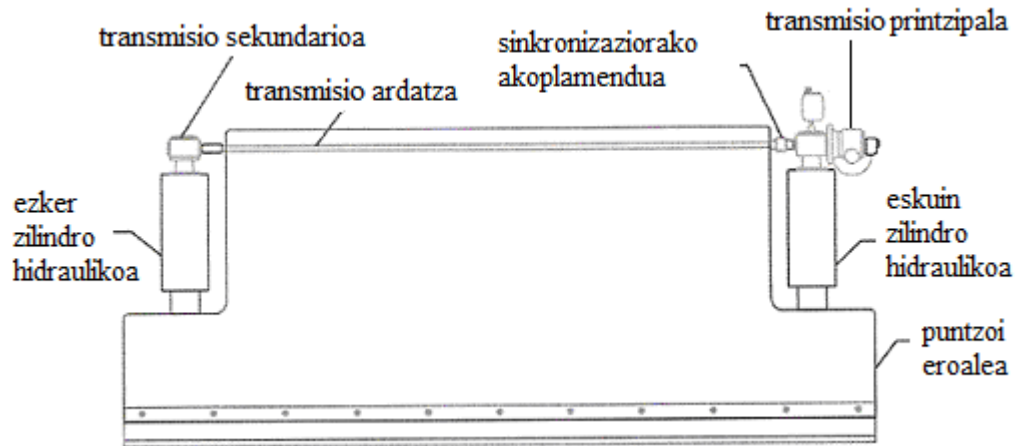 transmisio sekundarioa
transmisio ardatza
sinkronizaziorako
akoplamendua
transmisio printzipala
ezker
zilindro
hidraulikoa
eskuin
zilindro
hidraulikoa
puntzoi
eroalea